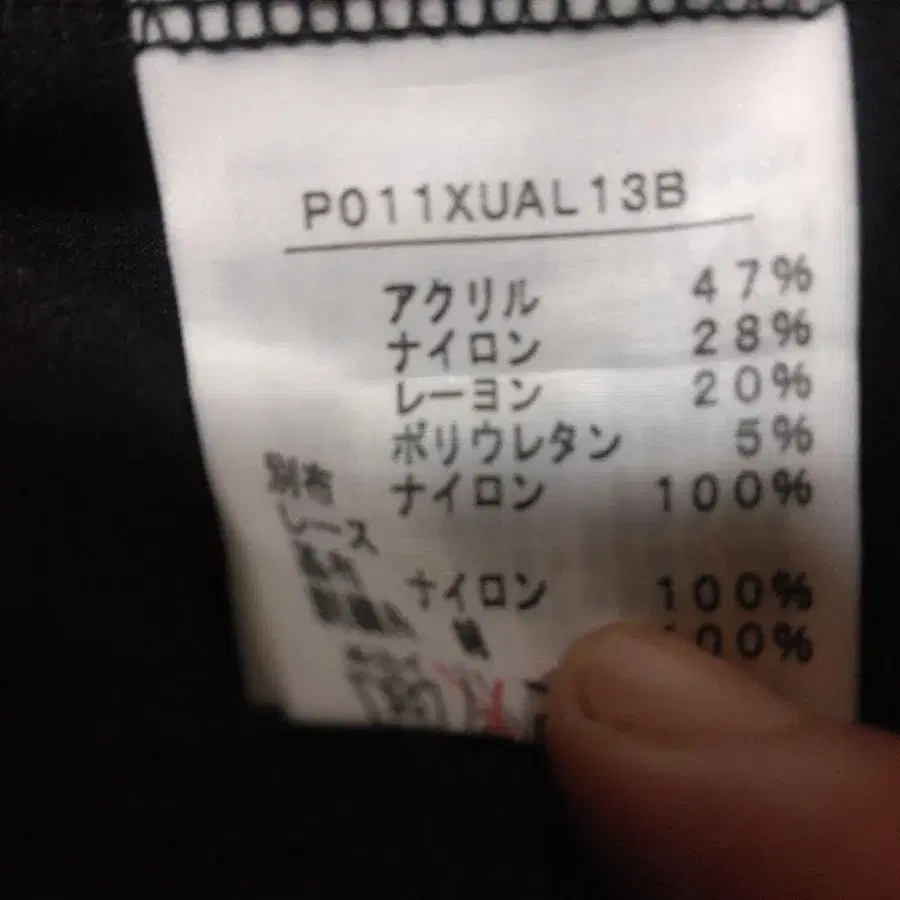 P011XUAL13B
アクリル 47%
ナイロン 28%
レーヨン 20%
ポリウレタン 5%
別布 ナイロン 100%
レース
ナイロン 100%
00%